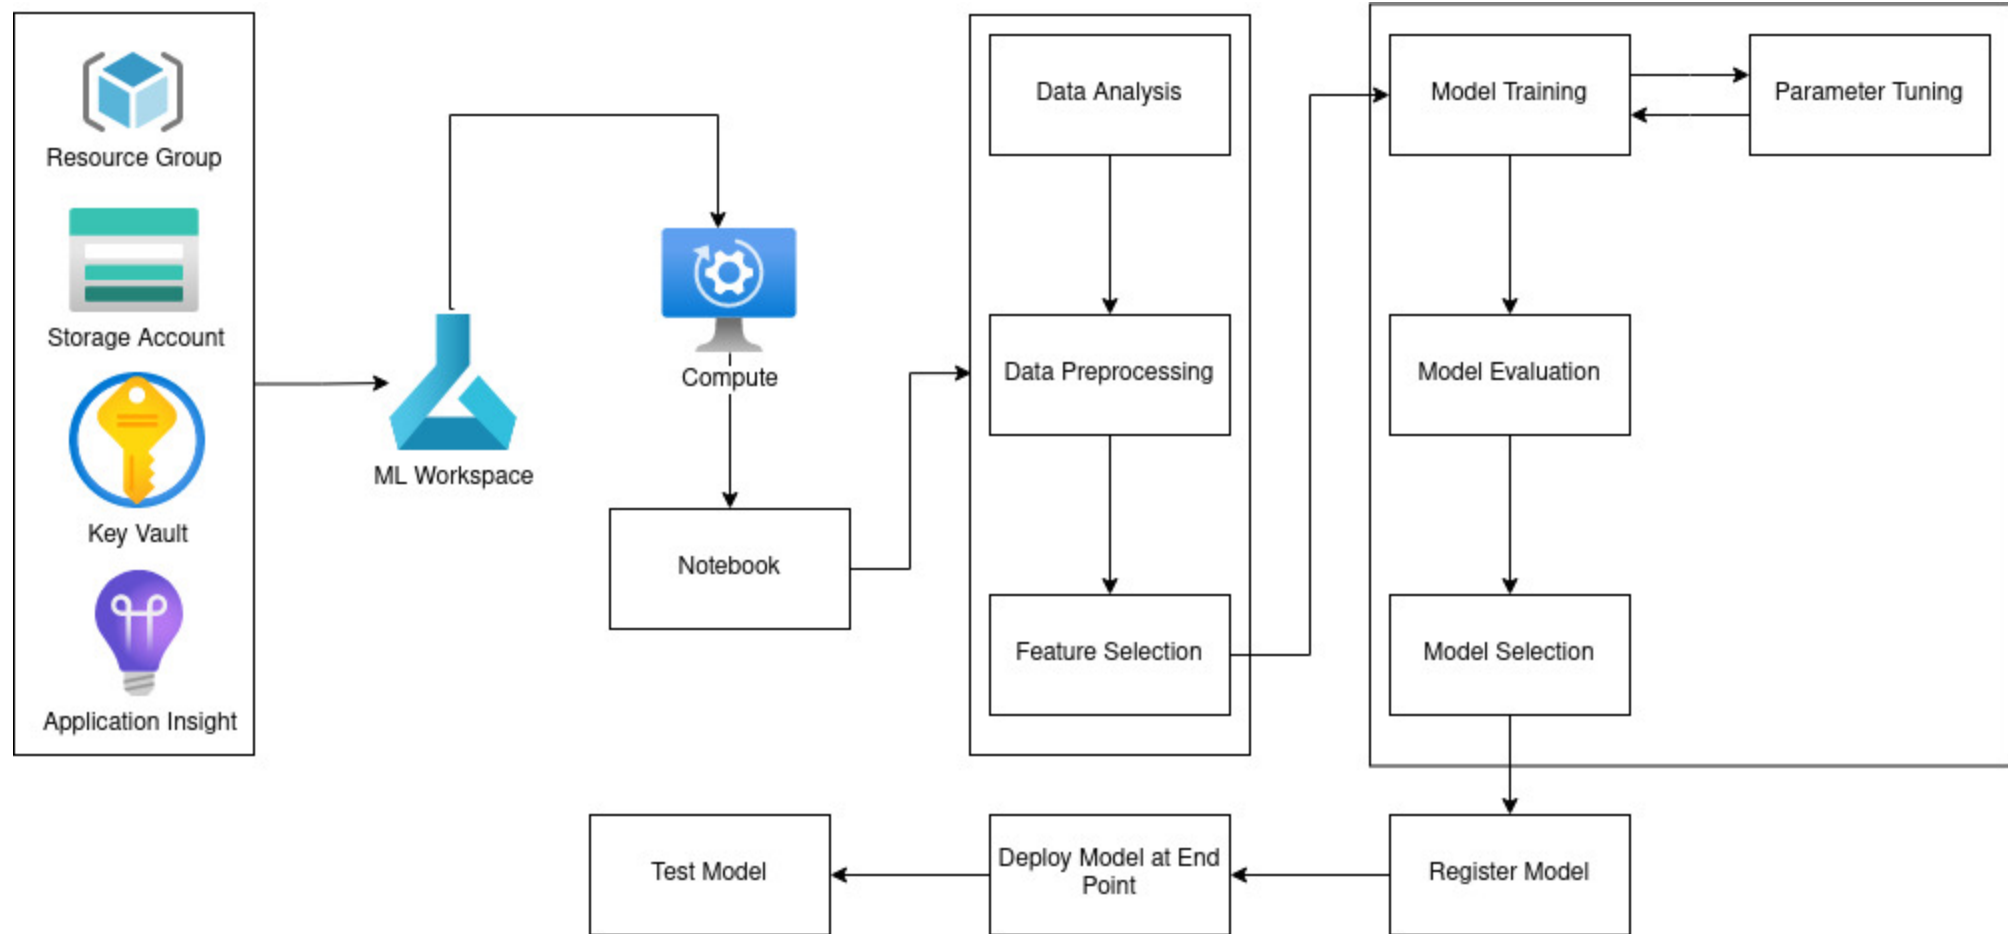 Resource Group
Storage Account
Key Vault
Application Insight
ML Workspace
Compute
Notebook
Data Analysis
Data Preprocessing
Feature Selection
Model Training
Parameter Tuning
Model Evaluation
Model Selection
Register Model
Deploy Model at End
Point
Test Model